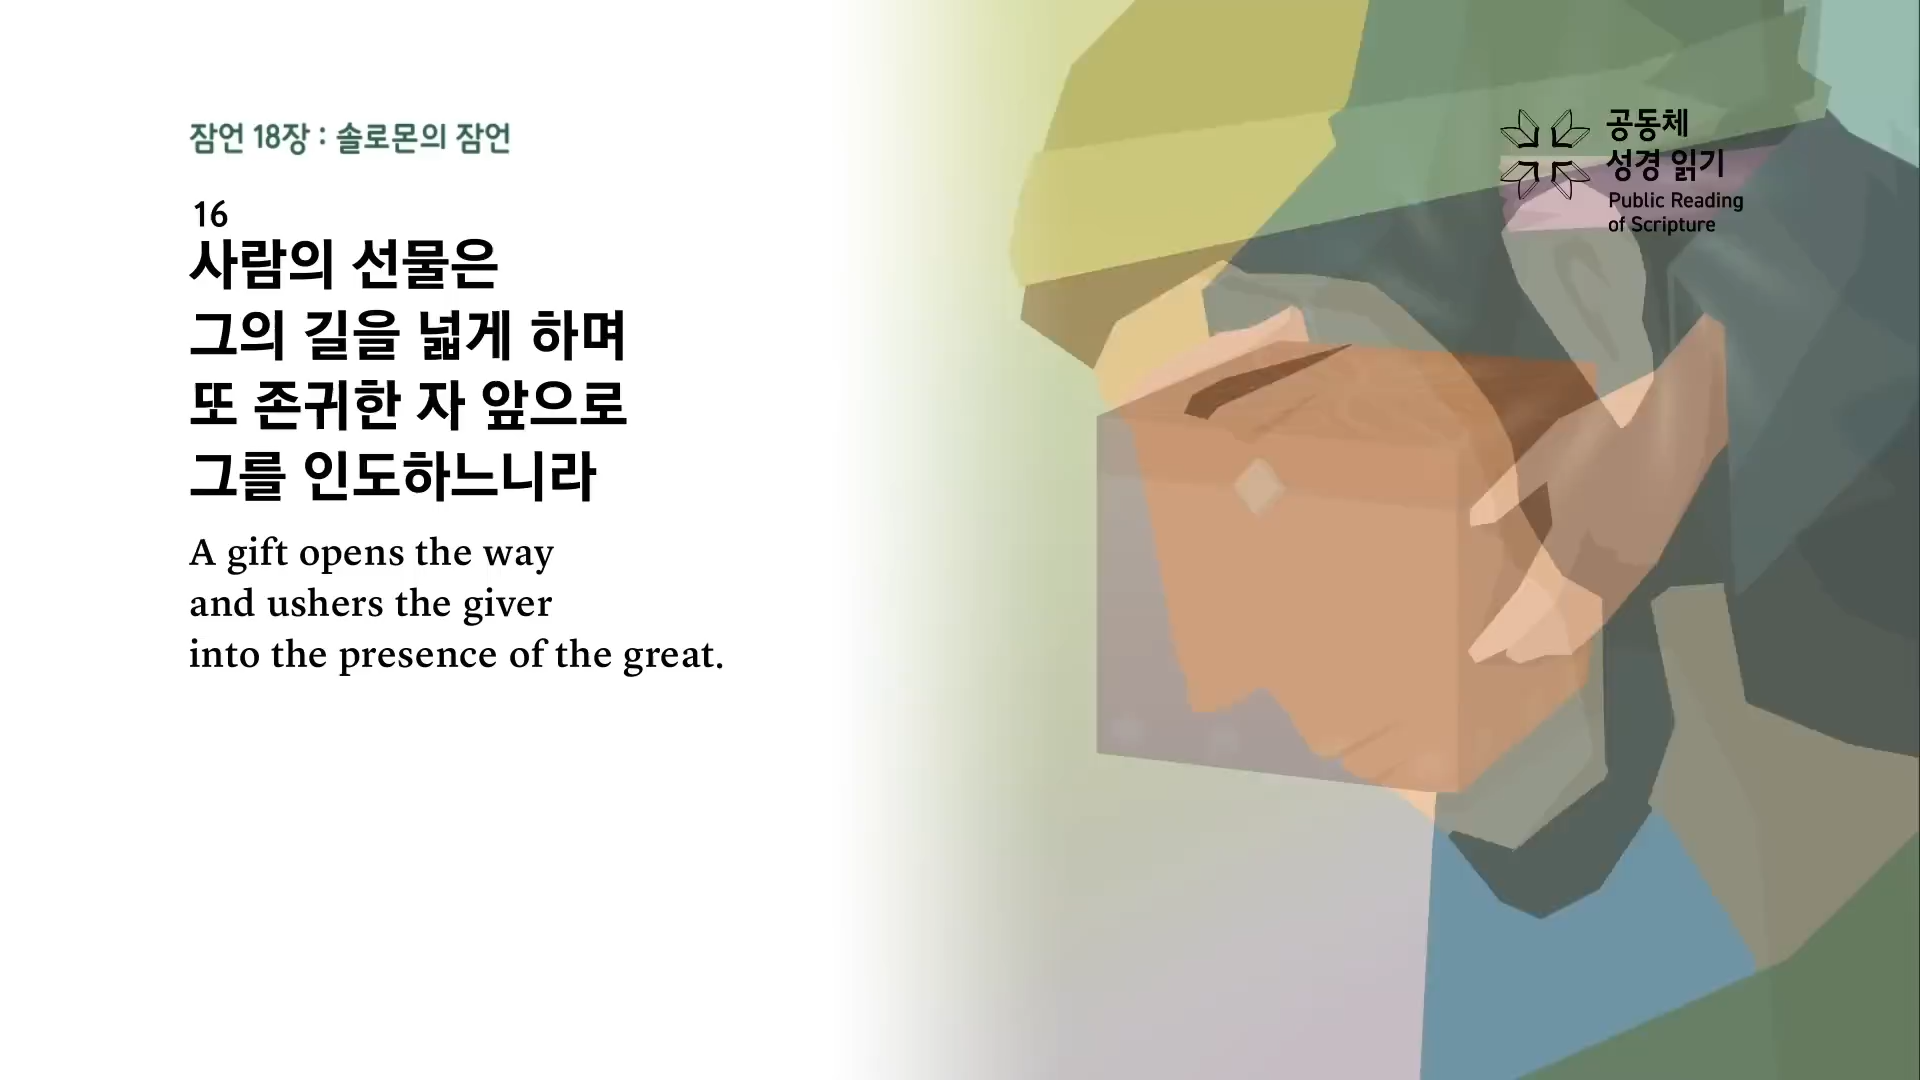 잠언 18장 : 솔로몬의 잠언
16
사람의 선물은
그의 길을 넓게 하며
또 존귀한 자 앞으로
그를 인도하느니라
A gift opens the way
and ushers the giver
into the presence of the great.
공동체
성경 읽기
Public Reading
of Scripture